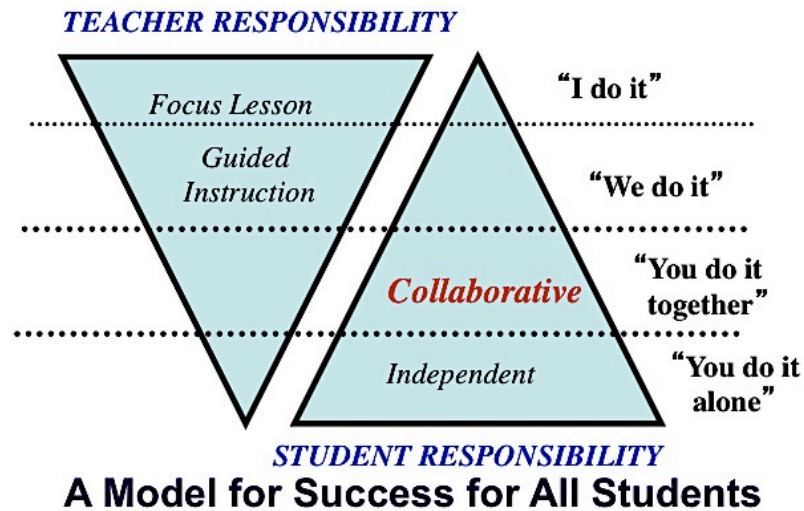 TEACHER RESPONSIBILITY
Focus Lesson
“I do it”
Guided
Instruction
“We do it”
Collaborative
“You do it
together”
Independent
“You do it
alone”
STUDENT RESPONSIBILITY
A Model for Success for All Students